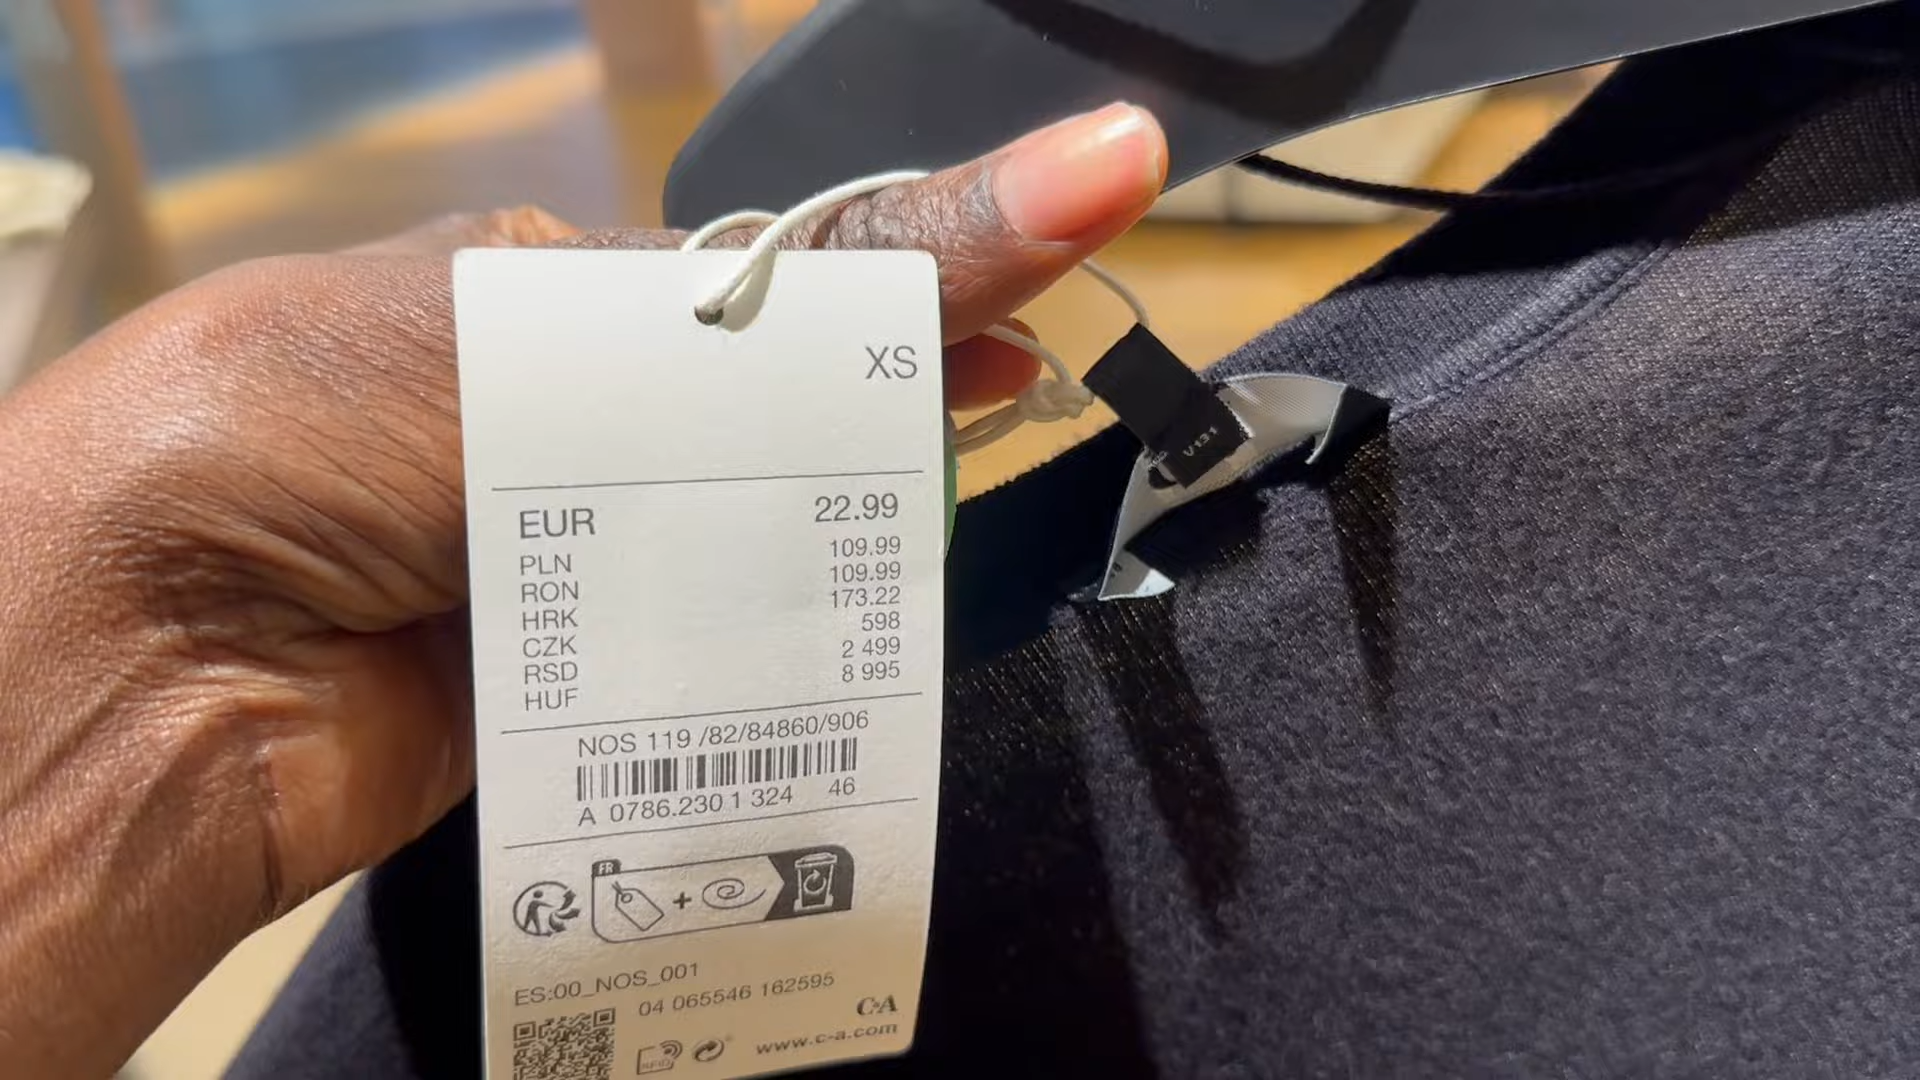 XS
EUR 22.99
PLN 109.99
RON 109.99
HRK 173.22
CZK 598
RSD 2 499
HUF 8 995
NOS 119 /82/84860/906
A 0786.230 1 324 46
FR
+
ES:00_NOS_001
04 065546 162595
C&A
RFID
www.c-a.com
V131